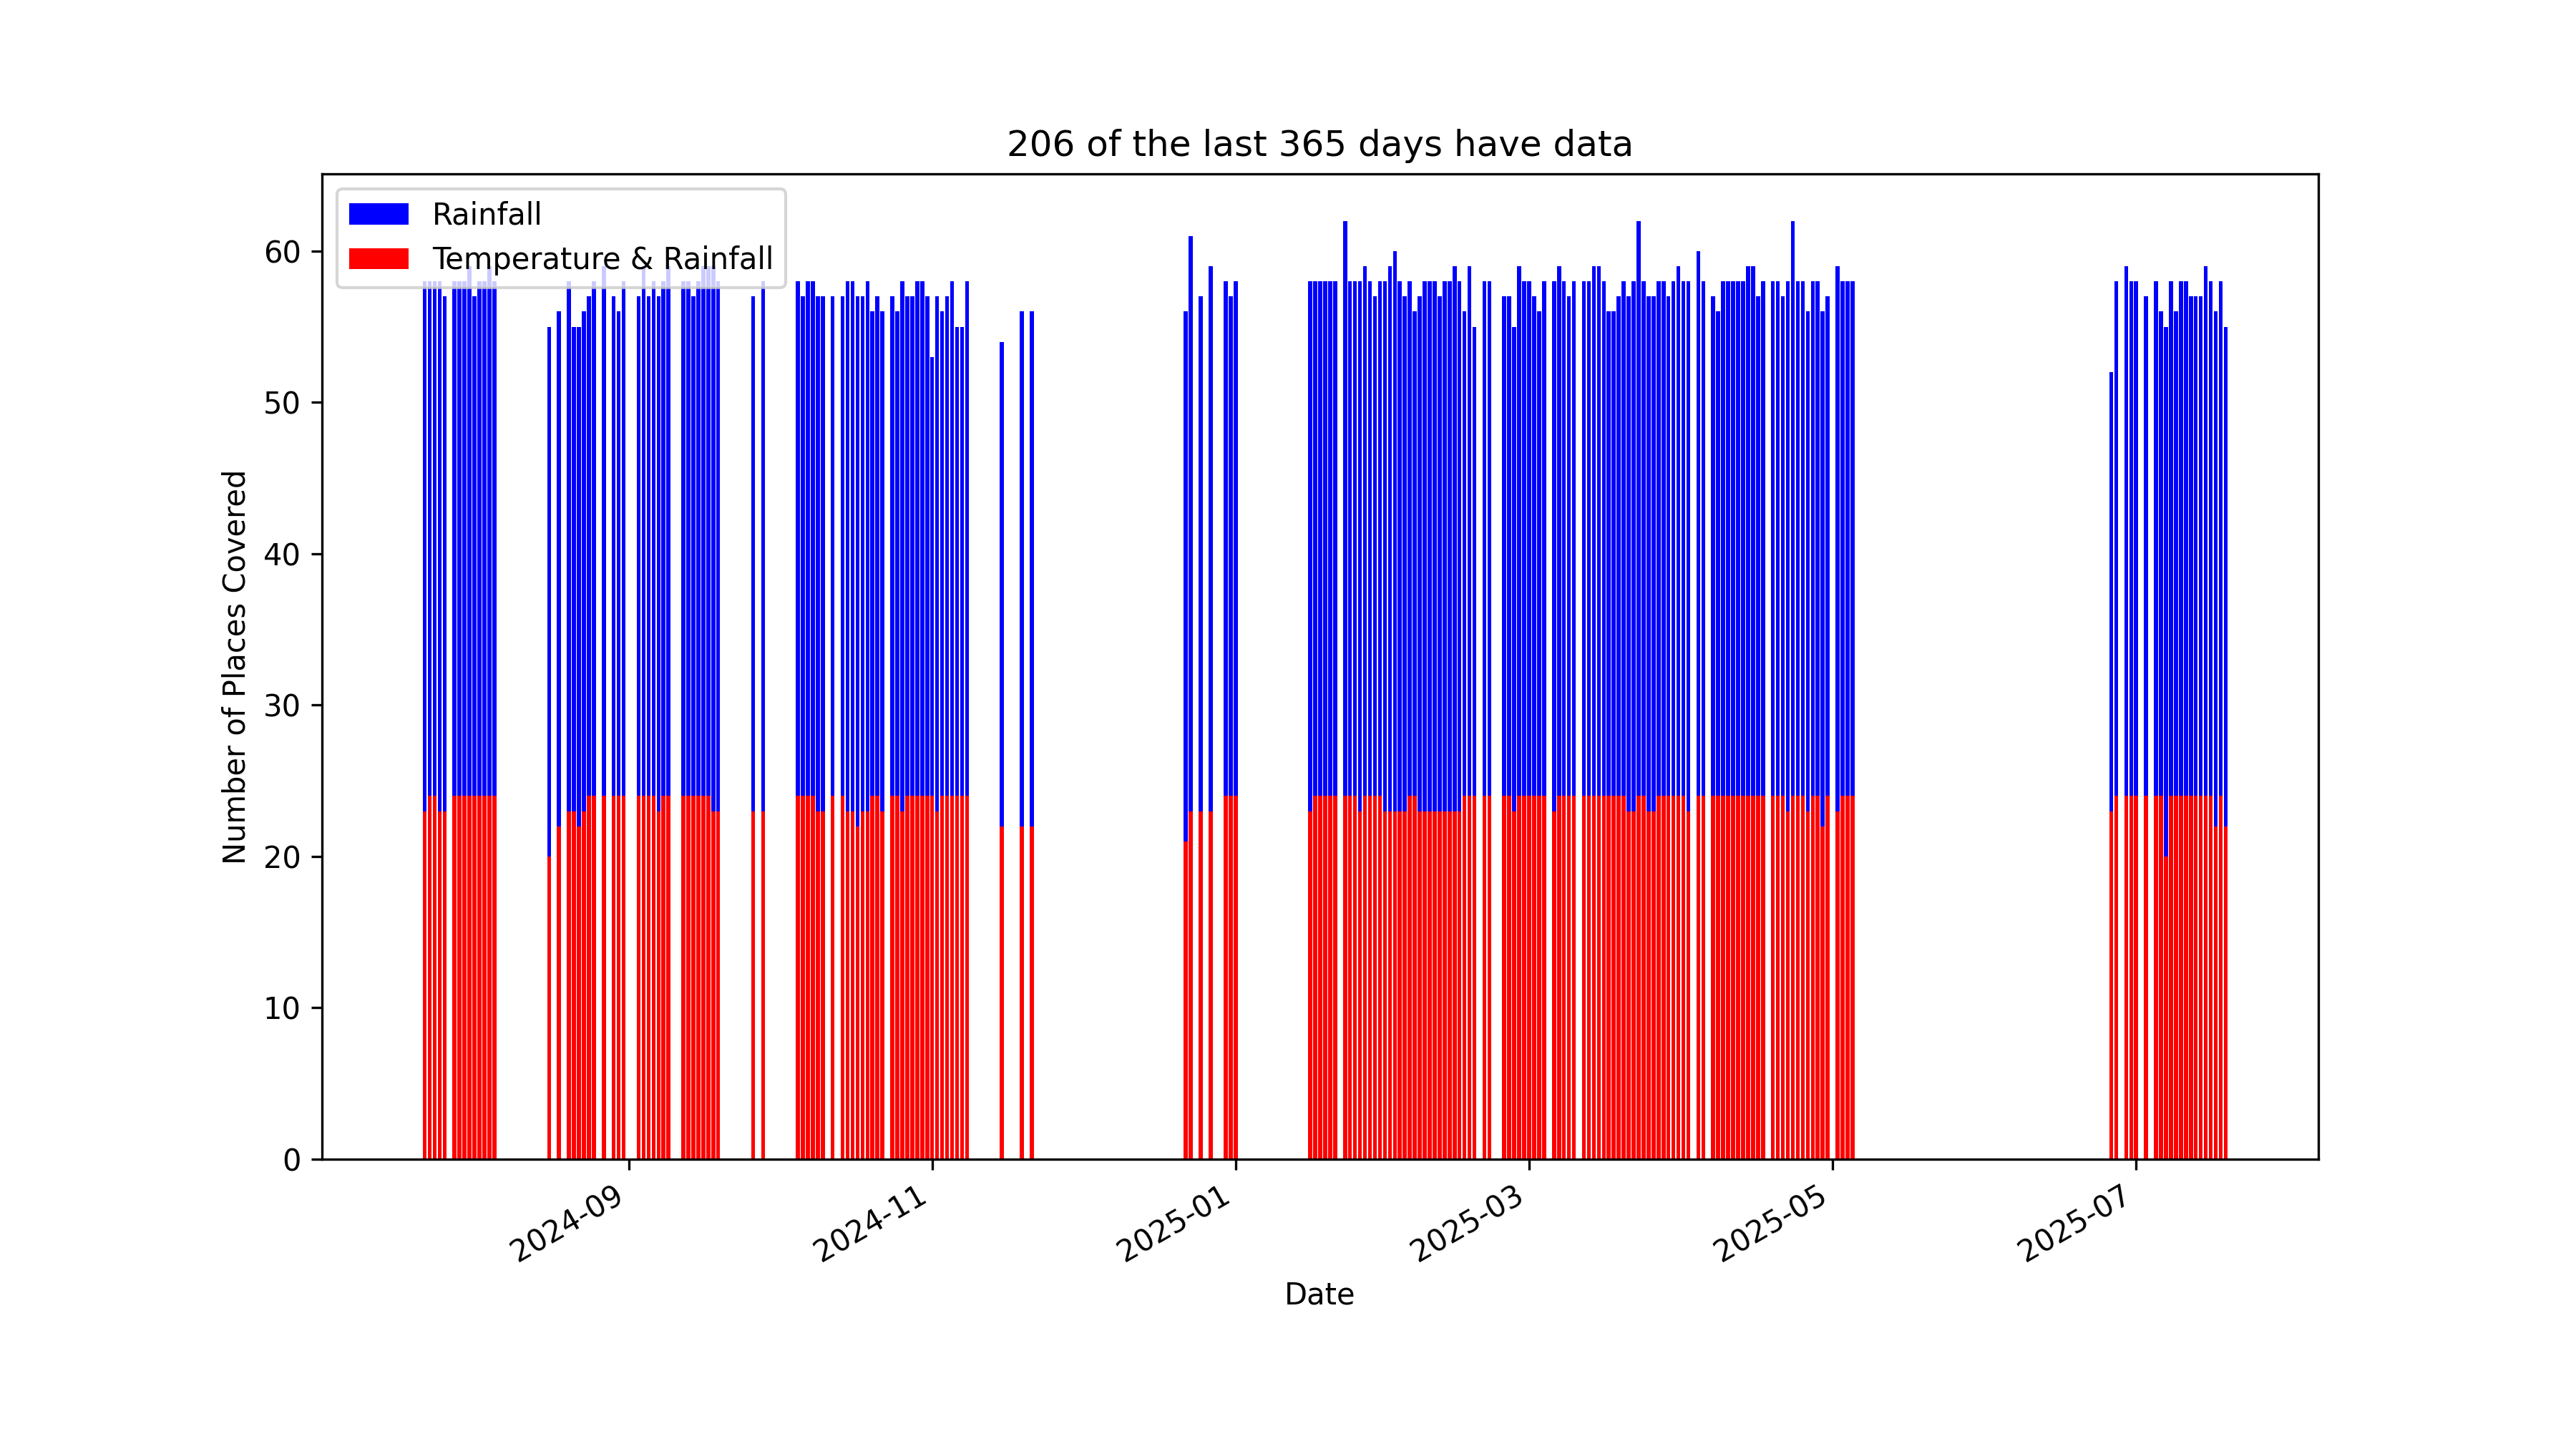 206 of the last 365 days have data
Rainfall
Temperature & Rainfall
Number of Places Covered
60
50
40
30
20
10
0
2024-09
2024-11
2025-01
2025-03
2025-05
2025-07
Date